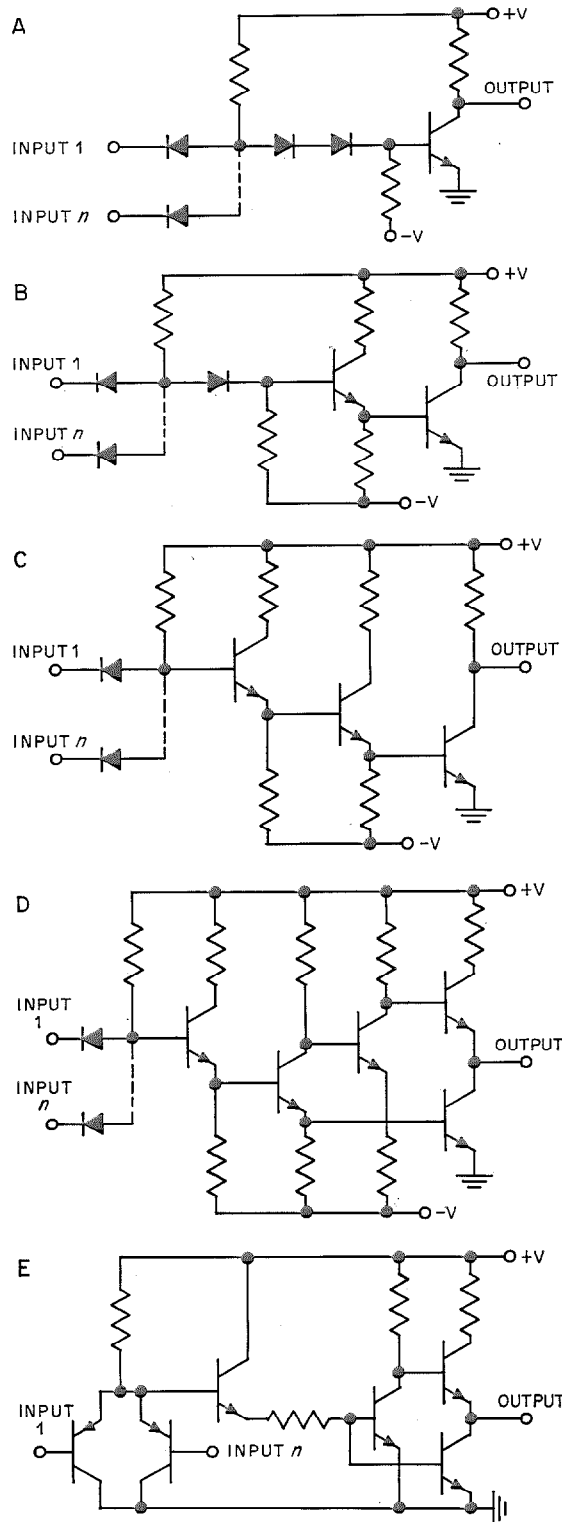 A
+V
OUTPUT
INPUT 1
INPUT n
-V
B
+V
INPUT 1
OUTPUT
INPUT n
-V
C
+V
INPUT 1
OUTPUT
INPUT n
-V
D
+V
INPUT
1
OUTPUT
INPUT
n
-V
E
+V
INPUT
1
OUTPUT
INPUT n